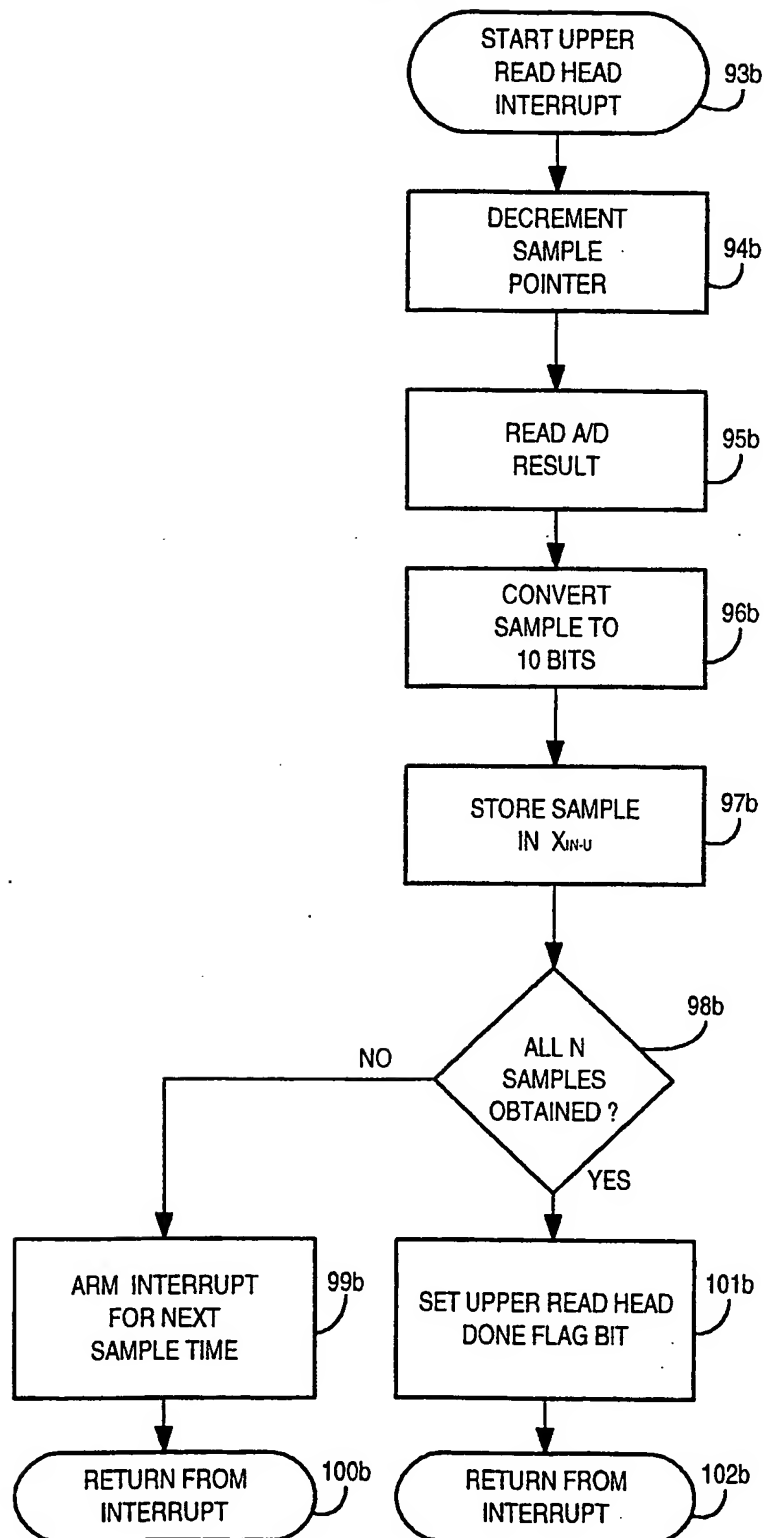 START UPPER
READ HEAD
INTERRUPT
93b
DECREMENT
SAMPLE
POINTER
94b
READ A/D
RESULT
95b
CONVERT
SAMPLE TO
10 BITS
96b
STORE SAMPLE
IN XIN-U
97b
ALL N
SAMPLES
OBTAINED ?
98b
NO
YES
ARM INTERRUPT
FOR NEXT
SAMPLE TIME
99b
SET UPPER READ HEAD
DONE FLAG BIT
101b
RETURN FROM
INTERRUPT
100b
RETURN FROM
INTERRUPT
102b